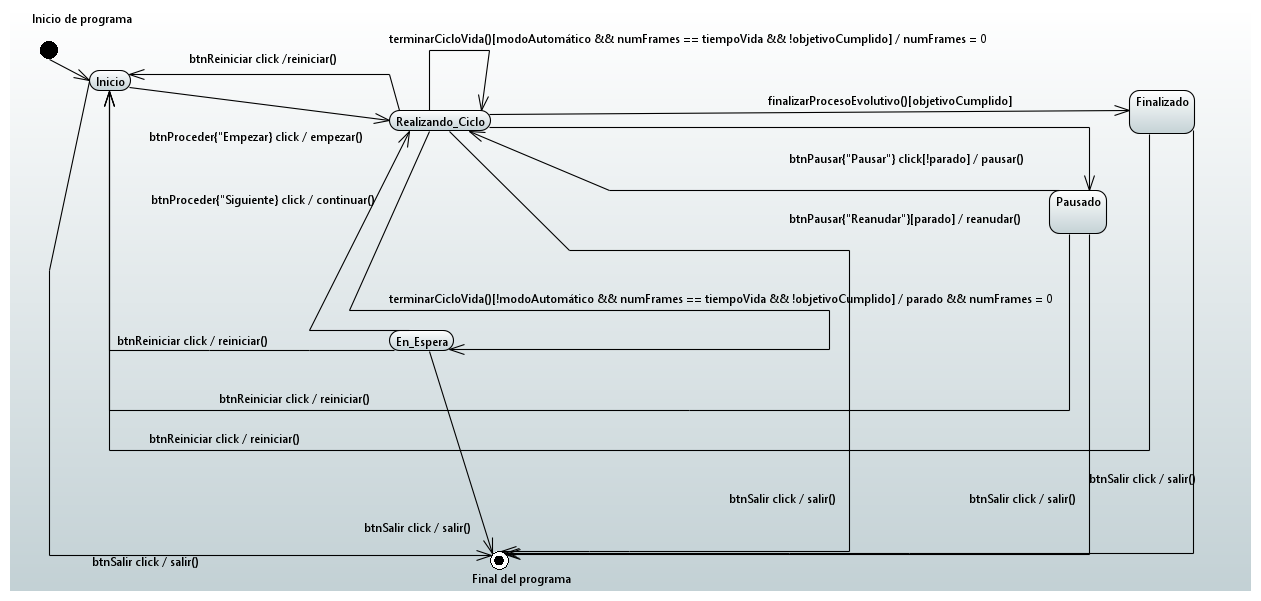 Inicio de programa
terminarCicloVida()[modoAutomático && numFrames == tiempoVida && !objetivoCumplido] / numFrames = 0
btnReiniciar click /reiniciar()
Inicio
finalizarProcesoEvolutivo()[objetivoCumplido]
Finalizado
Realizando_Ciclo
btnProceder{"Empezar} click / empezar()
btnPausar{"Pausar"} click[!parado] / pausar()
btnProceder{"Siguiente} click / continuar()
Pausado
btnPausar{"Reanudar"}[parado] / reanudar()
terminarCicloVida()[!modoAutomático && numFrames == tiempoVida && !objetivoCumplido] / parado && numFrames = 0
btnReiniciar click / reiniciar()
En_Espera
btnReiniciar click / reiniciar()
btnReiniciar click / reiniciar()
btnSalir click / salir()
btnSalir click / salir()
btnSalir click / salir()
btnSalir click / salir()
btnSalir click / salir()
Final del programa